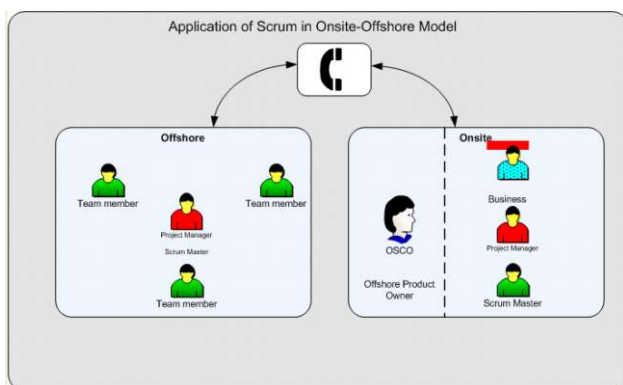 Application of Scrum in Onsite-Offshore Model
Offshore
Team member
Team member
Project Manager
Scrum Master
Team member
Onsite
Business
OSCO
Project Manager
Offshore Product
Owner
Scrum Master